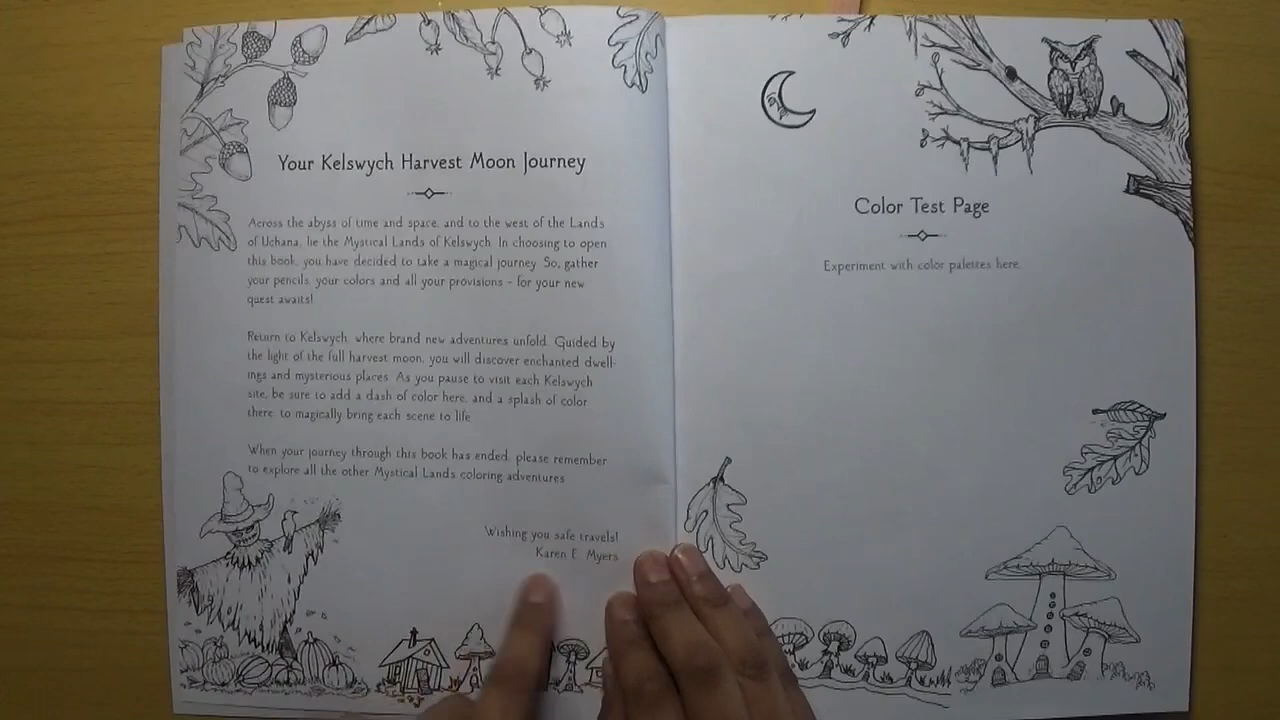 Your Kelswych Harvest Moon Journey
Across the abyss of time and space, and to the west of the Lands
of Uchana, lie the Mystical Lands of Kelswych. In choosing to open
this book, you have decided to take a magical journey. So, gather
your pencils, your colors and all your provisions – for your new
quest awaits!
Return to Kelswych, where brand new adventures unfold. Guided by
the light of the full harvest moon, you will discover enchanted dwell-
ings and mysterious places. As you pause to visit each Kelswych
site, be sure to add a dash of color here, and a splash of color
there, to magically bring each scene to life.
When your journey through this book has ended, please remember
to explore all the other Mystical Lands coloring adventures.
Wishing you safe travels!
Karen E. Myers
Color Test Page
Experiment with color palettes here.